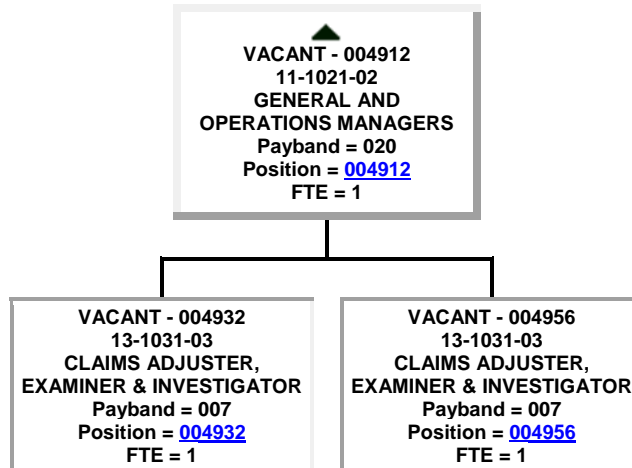 VACANT - 004912
11-1021-02
GENERAL AND
OPERATIONS MANAGERS
Payband = 020
Position = 004912
FTE = 1
VACANT - 004932
13-1031-03
CLAIMS ADJUSTER,
EXAMINER & INVESTIGATOR
Payband = 007
Position = 004932
FTE = 1
VACANT - 004956
13-1031-03
CLAIMS ADJUSTER,
EXAMINER & INVESTIGATOR
Payband = 007
Position = 004956
FTE = 1